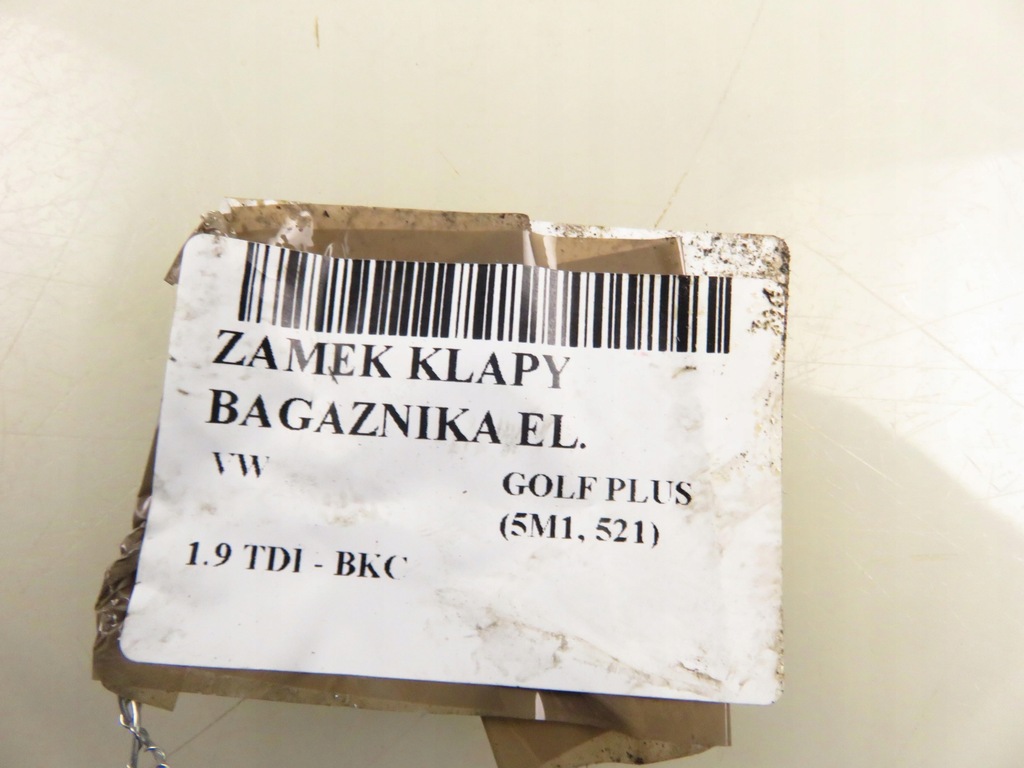 ZAMEK KLAPY
BAGAZNIKA EL.
VW
GOLF PLUS
(5M1, 521)
1.9 TDI - BKC